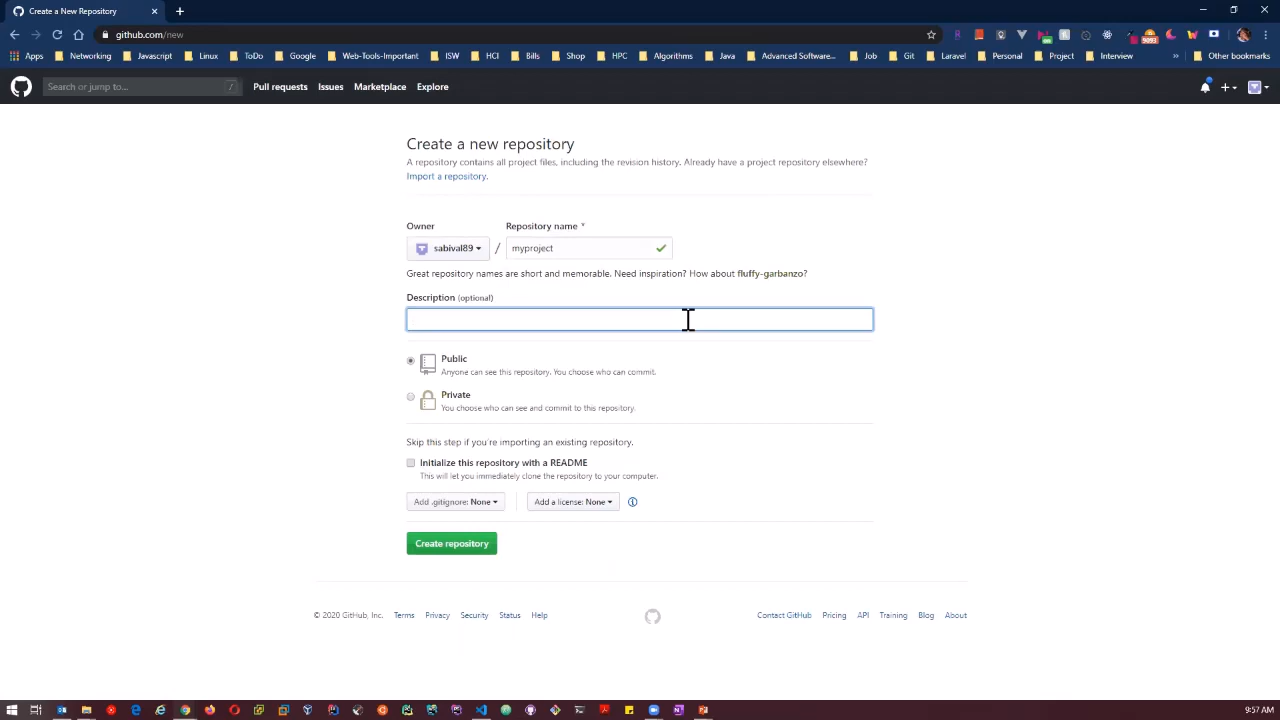 Create a New Repository
github.com/new
Apps Networking Javascript Linux ToDo Google Web-Tools-Important ISW HCI Bills Shop HPC Algorithms Java Advanced Software... Job Git Laravel Personal Project Interview » Other bookmarks
Search or jump to... / Pull requests Issues Marketplace Explore
Create a new repository
A repository contains all project files, including the revision history. Already have a project repository elsewhere?
Import a repository.
Owner Repository name *
sabival89 / myproject
Great repository names are short and memorable. Need inspiration? How about fluffy-garbanzo?
Description (optional)
Public
Anyone can see this repository. You choose who can commit.
Private
You choose who can see and commit to this repository.
Skip this step if you're importing an existing repository.
Initialize this repository with a README
This will let you immediately clone the repository to your computer.
Add .gitignore: None Add a license: None
Create repository
© 2020 GitHub, Inc. Terms Privacy Security Status Help Contact GitHub Pricing API Training Blog About
9:57 AM